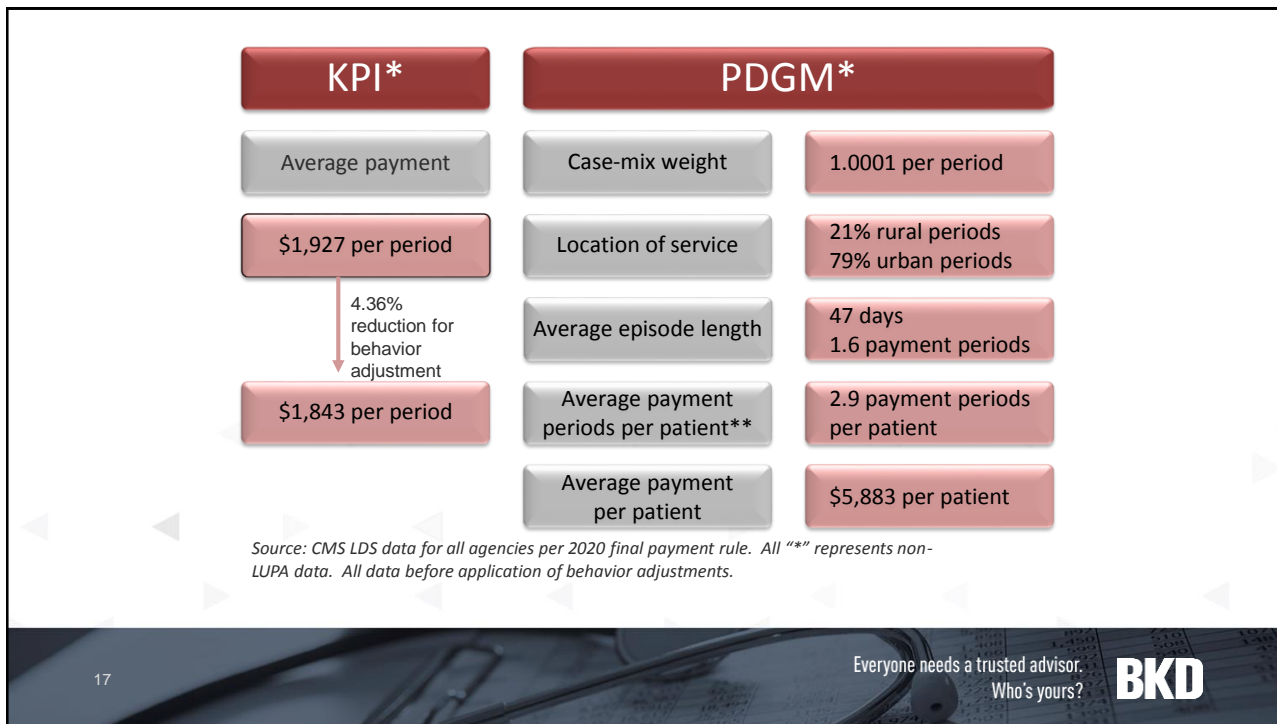 KPI*
PDGM*
Average payment
Case-mix weight
1.0001 per period
$1,927 per period
Location of service
21% rural periods
79% urban periods
4.36%
reduction for
behavior
adjustment
Average episode length
47 days
1.6 payment periods
$1,843 per period
Average payment
periods per patient**
2.9 payment periods
per patient
Average payment
per patient
$5,883 per patient
Source: CMS LDS data for all agencies per 2020 final payment rule.  All “*” represents non-
LUPA data.  All data before application of behavior adjustments.
17
Everyone needs a trusted advisor.
Who's yours?
BKD